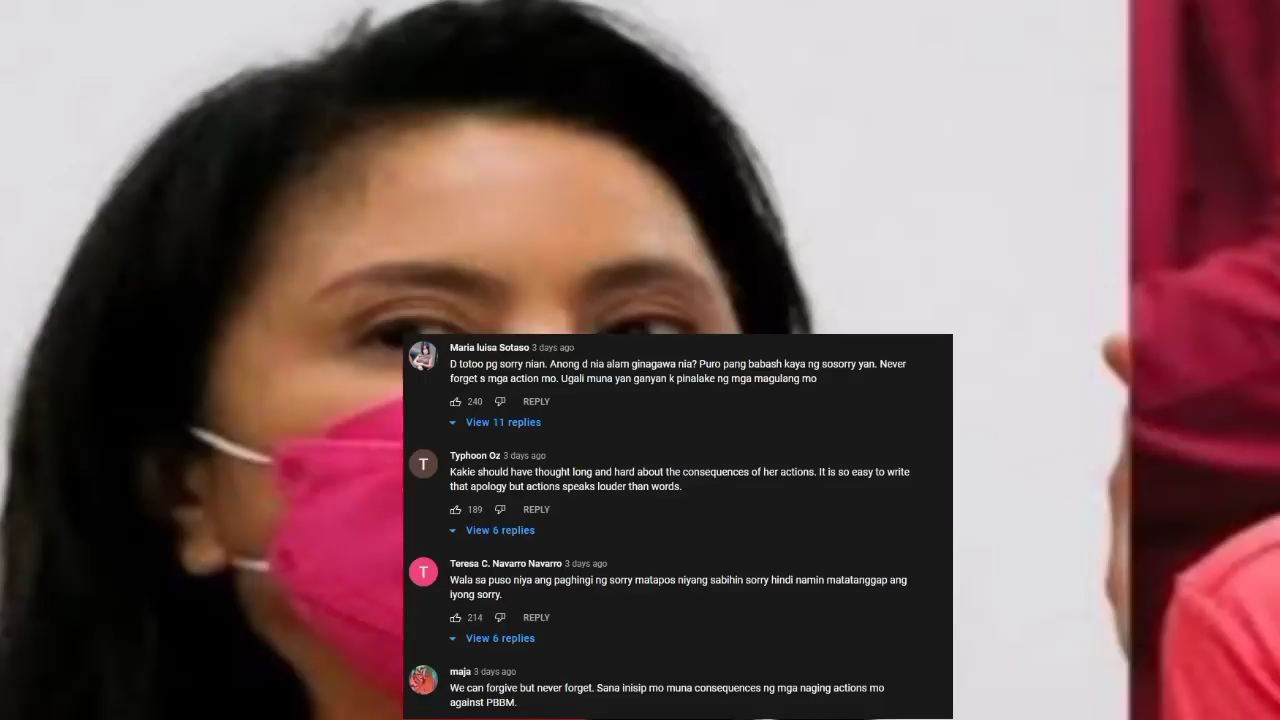 Maria luisa Sotaso 3 days ago
D totoo pg sorry nian. Anong d nia alam ginagawa nia? Puro pang babash kaya ng sosorry yan. Never
forget s mga action mo. Ugali muna yan ganyan k pinalake ng mga magulang mo
240 REPLY
View 11 replies
T
Typhoon Oz 3 days ago
Kakie should have thought long and hard about the consequences of her actions. It is so easy to write
that apology but actions speaks louder than words.
189 REPLY
View 6 replies
T
Teresa C. Navarro Navarro 3 days ago
Wala sa puso niya ang paghingi ng sorry matapos niyang sabihin sorry hindi namin matatanggap ang
iyong sorry.
214 REPLY
View 6 replies
maja 3 days ago
We can forgive but never forget. Sana inisip mo muna consequences ng mga naging actions mo
against PBBM.